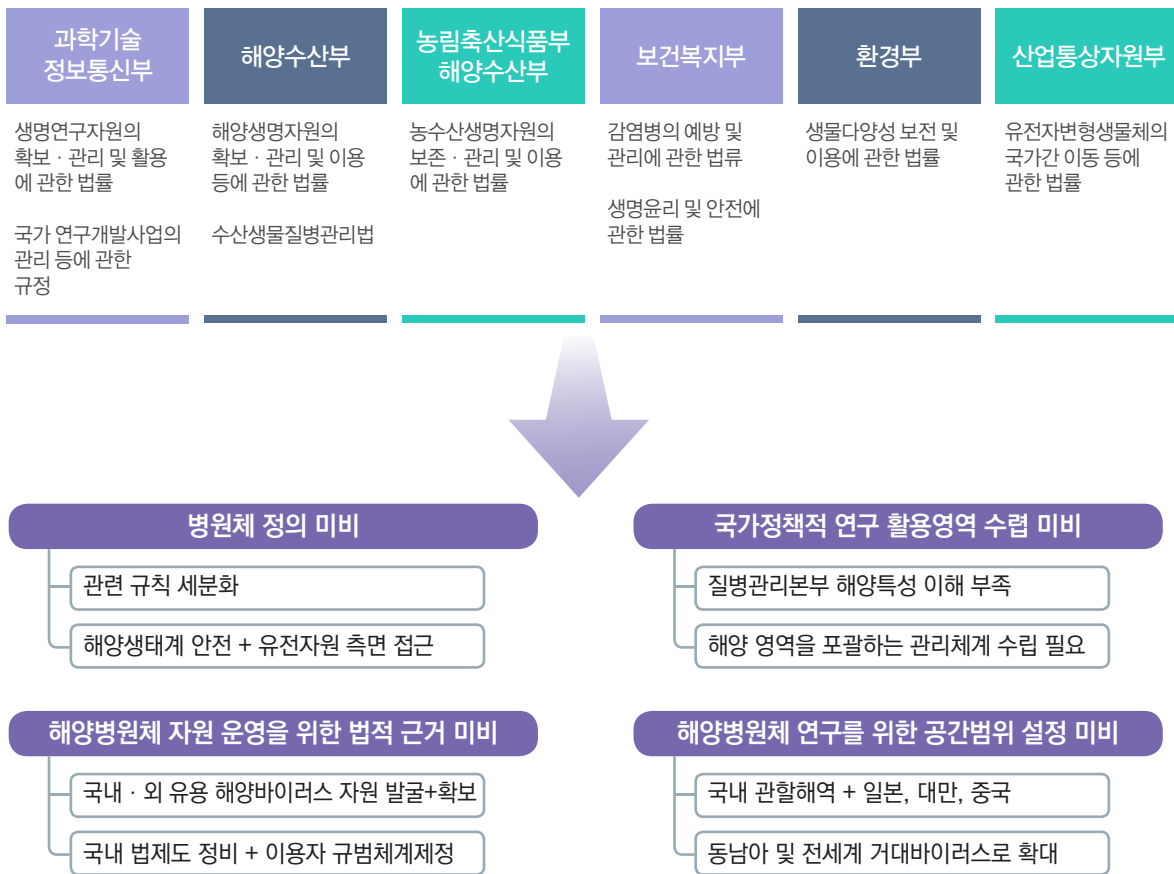 과학기술
정보통신부
해양수산부
농림축산식품부
해양수산부
보건복지부
환경부
산업통상자원부
생명연구자원의
확보 · 관리 및 활용
에 관한 법률
국가 연구개발사업의
관리 등에 관한
규정
해양생명자원의
확보 · 관리 및 이용
등에 관한 법률
수산생물질병관리법
농수산생명자원의
보존 · 관리 및 이용
에 관한 법률
감염병의 예방 및
관리에 관한 법류
생명윤리 및 안전에
관한 법률
생물다양성 보전 및
이용에 관한 법률
유전자변형생물체의
국가간 이동 등에
관한 법률
병원체 정의 미비
관련 규칙 세분화
해양생태계 안전 + 유전자원 측면 접근
국가정책적 연구 활용영역 수렵 미비
질병관리본부 해양특성 이해 부족
해양 영역을 포괄하는 관리체계 수립 필요
해양병원체 자원 운영을 위한 법적 근거 미비
국내 · 외 유용 해양바이러스 자원 발굴+확보
국내 법제도 정비 + 이용자 규범체계제정
해양병원체 연구를 위한 공간범위 설정 미비
국내 관할해역 + 일본, 대만, 중국
동남아 및 전세계 거대바이러스로 확대